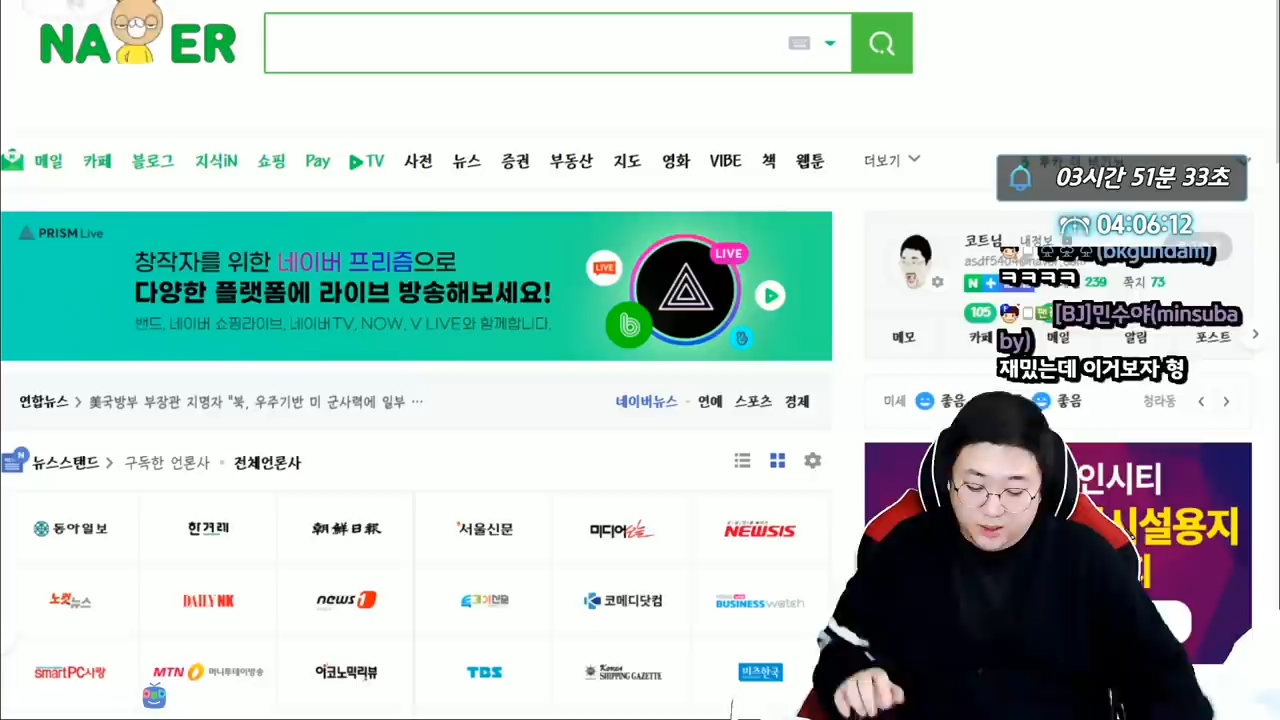 NAVER
메일 카페 블로그 지식iN 쇼핑 Pay TV 사전 뉴스 증권 부동산 지도 영화 VIBE 책 웹툰 더보기
03시간 51분 33초
04:06:12
PRISM Live
창작자를 위한 네이버 프리즘으로
다양한 플랫폼에 라이브 방송해보세요!
밴드, 네이버 쇼핑라이브, 네이버TV, NOW, V LIVE와 함께합니다.
LIVE
LIVE
코트님 내정보
(bkgundam)
ㅋㅋㅋㅋ
239 쪽지 73
105
[BJ]민수야(minsuba
by)
재밌는데 이거보자 형
메모 카페 메일 알림 포스트
연합뉴스 美국방부 부장관 지명자 "북, 우주기반 미 군사력에 일부 ···
네이버뉴스 연예 스포츠 경제
미세 좋음 좋음 청라동
뉴스스탠드 구독한 언론사 전체언론사
인시티
시설용지
동아일보 한겨레 朝鮮日報 서울신문 미디어오늘 NEWSIS
노컷뉴스 DAILY NK news1 코메디닷컴 BUSINESSwatch
smartPC사랑 MTN 머니투데이방송 이코노믹리뷰 TBS Korea SHIPPING GAZETTE 비즈한국